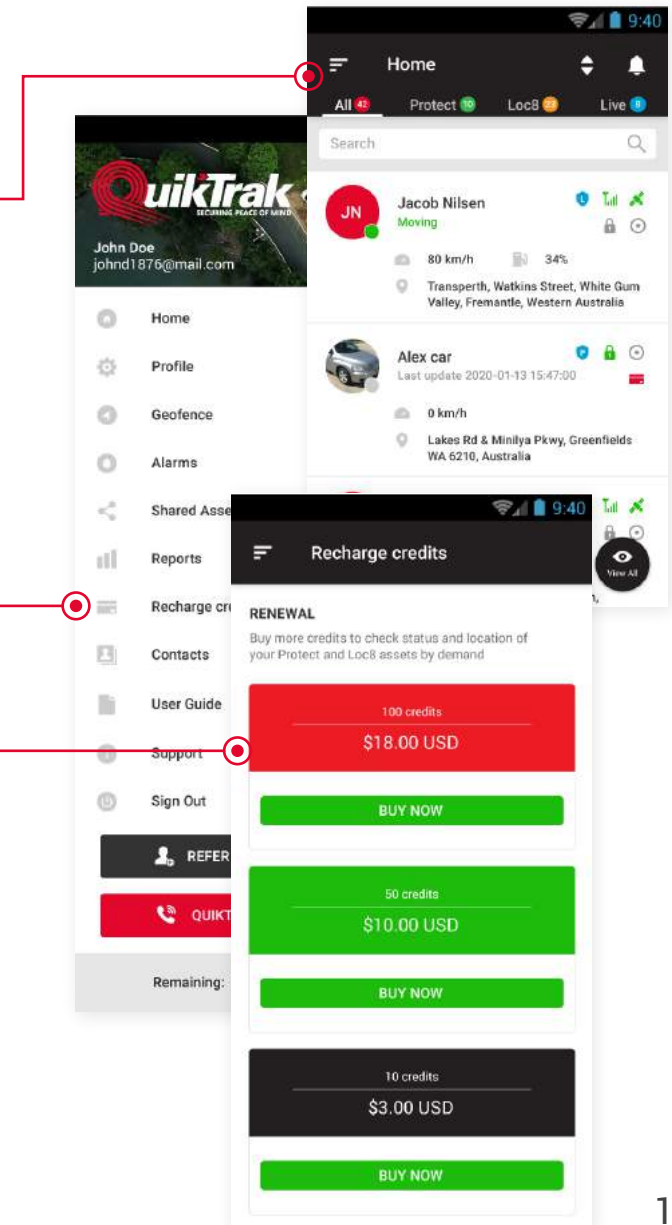 9:40
Home
All 42 Protect 10 Loc8 23 Live 8
Search
JN
Jacob Nilsen
Moving
80 km/h 34%
Transperth, Watkins Street, White Gum
Valley, Fremantle, Western Australia
Alex car
Last update 2020-01-13 15:47:00
0 km/h
Lakes Rd & Minilya Pkwy, Greenfields
WA 6210, Australia
View All
QuikTrak
SECURING PEACE OF MIND
John Doe
johnd1876@mail.com
Home
Profile
Geofence
Alarms
Shared Asse
Reports
Recharge cre
Contacts
User Guide
Support
Sign Out
REFER
QUIKT
Remaining:
9:40
Recharge credits
RENEWAL
Buy more credits to check status and location of
your Protect and Loc8 assets by demand
100 credits
$18.00 USD
BUY NOW
50 credits
$10.00 USD
BUY NOW
10 credits
$3.00 USD
BUY NOW
1